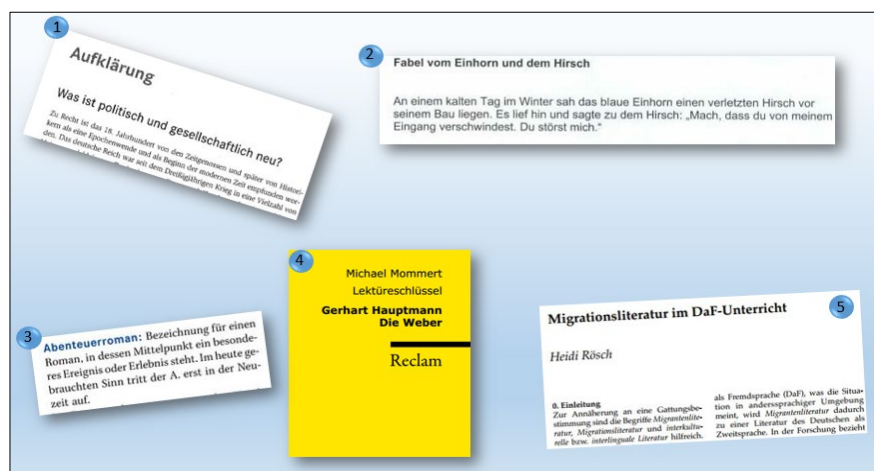 1
Aufklärung
Was ist politisch und gesellschaftlich neu?
Zu Recht ist das 18. Jahrhundert von den Zeitgenossen und später von Histori-
kern als eine Epochenwende und als Beginn der modernen Zeit empfunden wor-
den. Das deutsche Reich war seit dem Dreißigjährigen Krieg in eine Vielzahl von
2
Fabel vom Einhorn und dem Hirsch
An einem kalten Tag im Winter sah das blaue Einhorn einen verletzten Hirsch vor
seinem Bau liegen. Es lief hin und sagte zu dem Hirsch: „Mach, dass du von meinem
Eingang verschwindest. Du störst mich.“
3
Abenteuerroman: Bezeichnung für einen
Roman, in dessen Mittelpunkt ein besonde-
res Ereignis oder Erlebnis steht. Im heute ge-
brauchten Sinn tritt der A. erst in der Neu-
zeit auf.
4
Michael Mommert
Lektüreschlüssel
Gerhart Hauptmann
Die Weber
Reclam
5
Migrationsliteratur im DaF-Unterricht
Heidi Rösch
0. Einleitung
Zur Annäherung an eine Gattungsbe-
stimmung sind die Begriffe Migrantenlite-
ratur, Migrationsliteratur und interkultu-
relle bzw. interlinguale Literatur hilfreich.
als Fremdsprache (DaF), was die Situa-
tion in anderssprachiger Umgebung
meint, wird Migrantenliteratur dadurch
zu einer Literatur des Deutschen als
Zweitsprache. In der Forschung bezieht